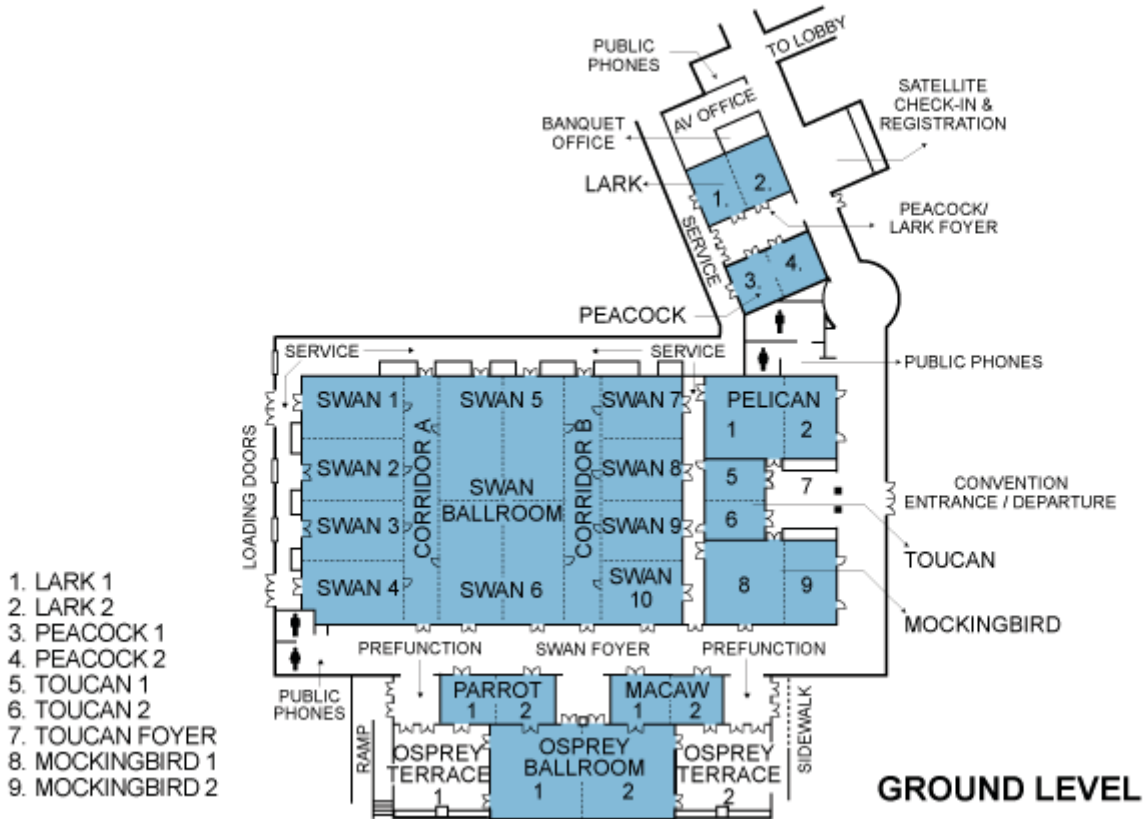 PUBLIC
PHONES
TO LOBBY
AV OFFICE
SATELLITE
CHECK-IN &
REGISTRATION
BANQUET
OFFICE
LARK
1.
2.
PEACOCK/
LARK FOYER
SERVICE
3.
4.
PEACOCK
SERVICE
SERVICE
PUBLIC PHONES
SWAN 1
SWAN 5
SWAN 7
PELICAN
1
2
CORRIDOR A
CORRIDOR B
LOADING DOORS
SWAN 2
SWAN
BALLROOM
SWAN 8
5
7
CONVENTION
ENTRANCE / DEPARTURE
SWAN 3
SWAN 9
6
TOUCAN
SWAN 4
SWAN 6
SWAN
10
8
9
MOCKINGBIRD
PREFUNCTION
SWAN FOYER
PREFUNCTION
PUBLIC
PHONES
PARROT
1
2
MACAW
1
2
RAMP
OSPREY
TERRACE
1
OSPREY
BALLROOM
1
2
OSPREY
TERRACE
2
SIDEWALK
1. LARK 1
2. LARK 2
3. PEACOCK 1
4. PEACOCK 2
5. TOUCAN 1
6. TOUCAN 2
7. TOUCAN FOYER
8. MOCKINGBIRD 1
9. MOCKINGBIRD 2
GROUND LEVEL